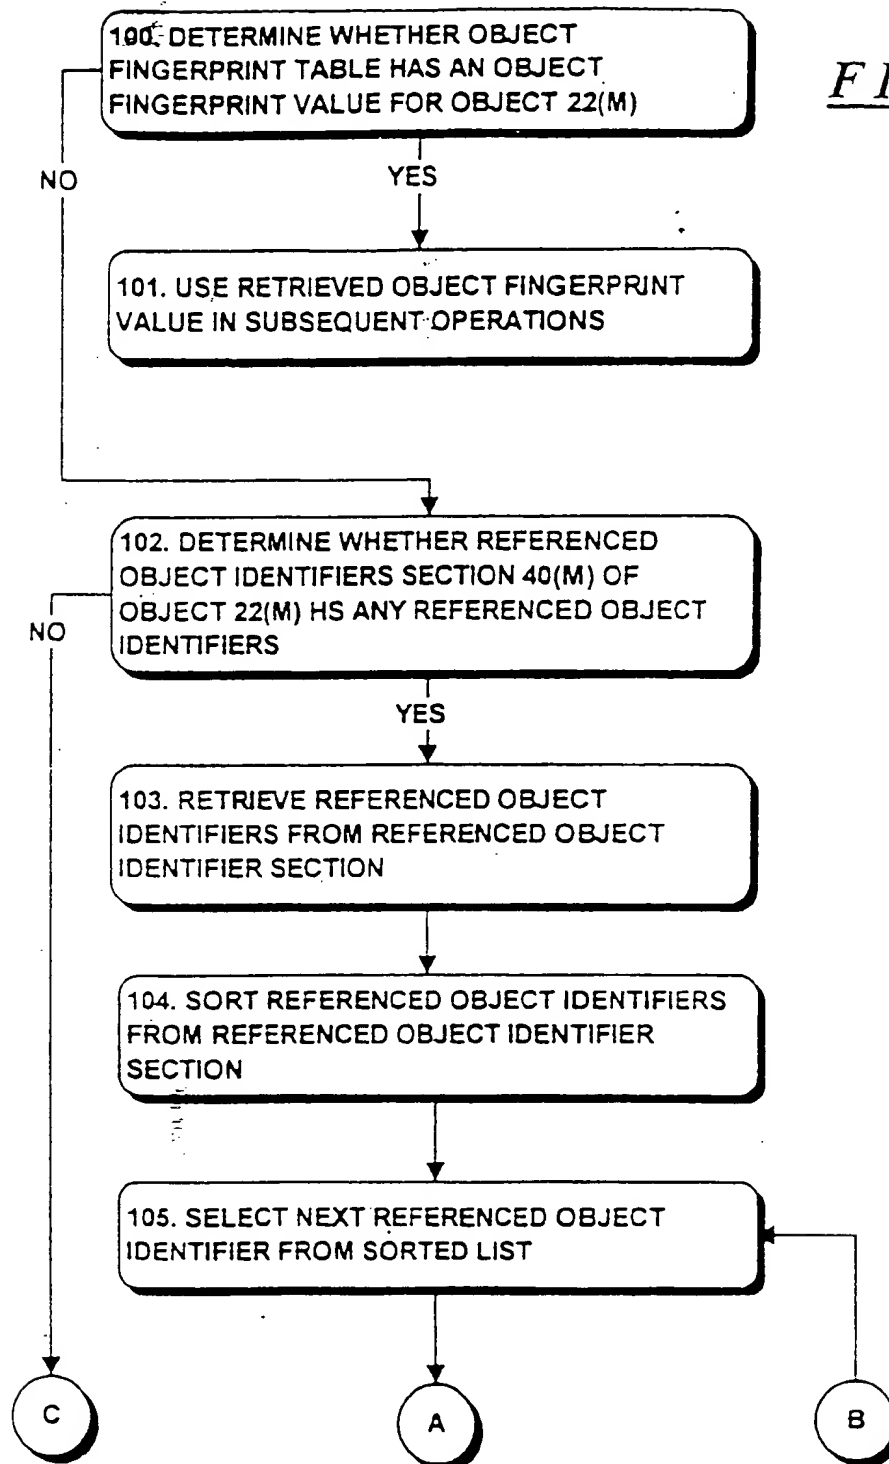 100. DETERMINE WHETHER OBJECT
FINGERPRINT TABLE HAS AN OBJECT
FINGERPRINT VALUE FOR OBJECT 22(M)
F I
NO
YES
101. USE RETRIEVED OBJECT FINGERPRINT
VALUE IN SUBSEQUENT OPERATIONS
102. DETERMINE WHETHER REFERENCED
OBJECT IDENTIFIERS SECTION 40(M) OF
OBJECT 22(M) HS ANY REFERENCED OBJECT
IDENTIFIERS
NO
YES
103. RETRIEVE REFERENCED OBJECT
IDENTIFIERS FROM REFERENCED OBJECT
IDENTIFIER SECTION
104. SORT REFERENCED OBJECT IDENTIFIERS
FROM REFERENCED OBJECT IDENTIFIER
SECTION
105. SELECT NEXT REFERENCED OBJECT
IDENTIFIER FROM SORTED LIST
C
A
B